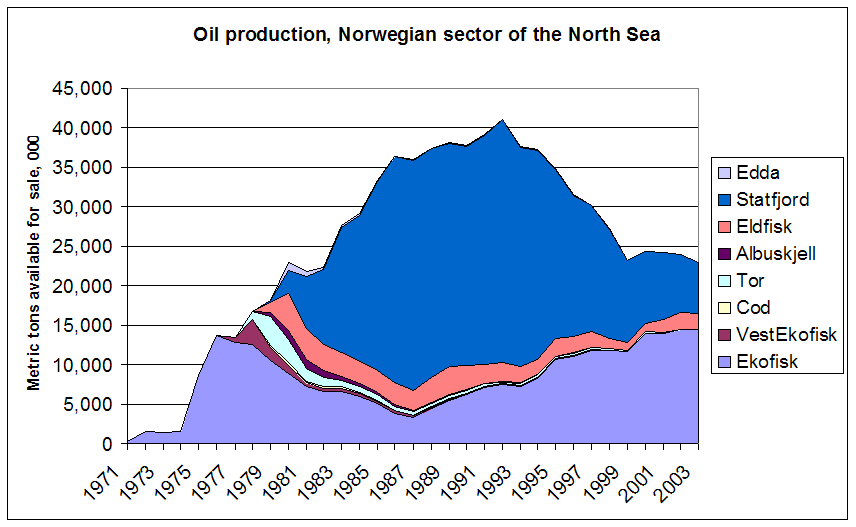 Oil production, Norwegian sector of the North Sea
Metric tons available for sale, 000
45,000
40,000
35,000
30,000
25,000
20,000
15,000
10,000
5,000
0
1971
1973
1975
1977
1979
1981
1983
1985
1987
1989
1991
1993
1995
1997
1999
2001
2003
Edda
Statfjord
Eldfisk
Albuskjell
Tor
Cod
VestEkofisk
Ekofisk